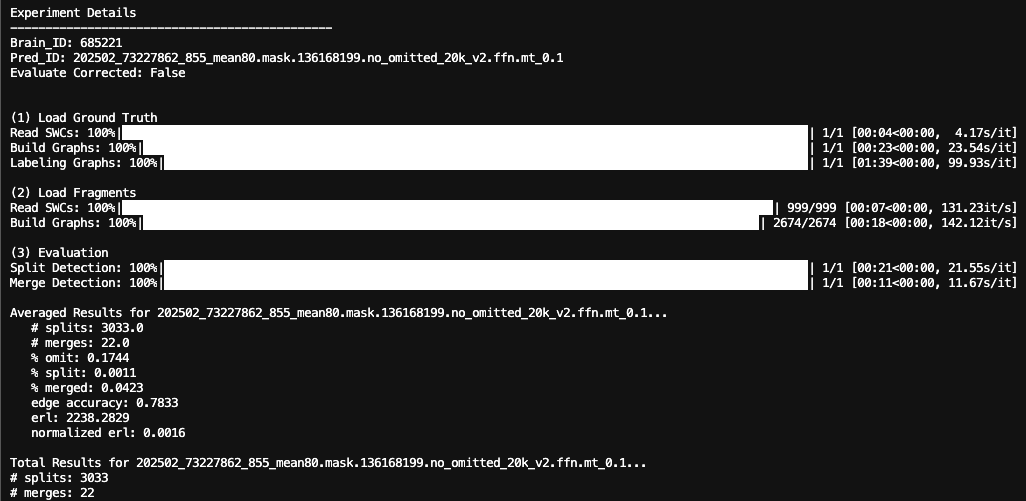 Experiment Details
----------------------------------------------
Brain_ID: 685221
Pred_ID: 202502_73227862_855_mean80.mask.136168199.no_omitted_20k_v2.ffn.mt_0.1
Evaluate Corrected: False
(1) Load Ground Truth
Read SWCs: 100%| | 1/1 [00:04<00:00,  4.17s/it]
Build Graphs: 100%| | 1/1 [00:23<00:00, 23.54s/it]
Labeling Graphs: 100%| | 1/1 [01:39<00:00, 99.93s/it]
(2) Load Fragments
Read SWCs: 100%| | 999/999 [00:07<00:00, 131.23it/s]
Build Graphs: 100%| | 2674/2674 [00:18<00:00, 142.12it/s]
(3) Evaluation
Split Detection: 100%| | 1/1 [00:21<00:00, 21.55s/it]
Merge Detection: 100%| | 1/1 [00:11<00:00, 11.67s/it]
Averaged Results for 202502_73227862_855_mean80.mask.136168199.no_omitted_20k_v2.ffn.mt_0.1...
# splits: 3033.0
# merges: 22.0
% omit: 0.1744
% split: 0.0011
% merged: 0.0423
edge accuracy: 0.7833
erl: 2238.2829
normalized erl: 0.0016
Total Results for 202502_73227862_855_mean80.mask.136168199.no_omitted_20k_v2.ffn.mt_0.1...
# splits: 3033
# merges: 22